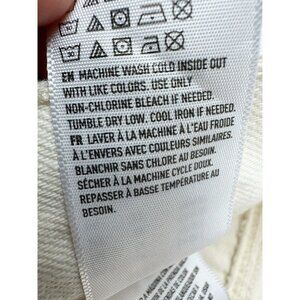 EN MACHINE WASH COLD INSIDE OUT
WITH LIKE COLORS. USE ONLY
NON-CHLORINE BLEACH IF NEEDED.
TUMBLE DRY LOW. COOL IRON IF NEEDED.
FR LAVER À LA MACHINE À L'EAU FROIDE
À L'ENVERS AVEC COULEURS SIMILAIRES.
BLANCHIR SANS CHLORE AU BESOIN.
SÉCHER À LA MACHINE CYCLE DOUX.
REPASSER À BASSE TEMPÉRATURE AU
BESOIN.